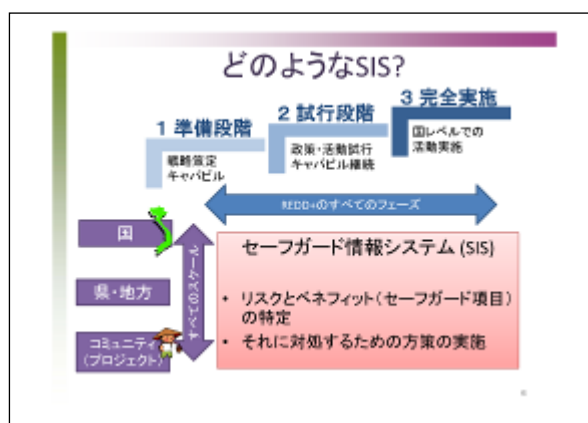 どのようなSIS?
1 準備段階
戦略策定
キャパビル
2 試行段階
政策・活動試行
キャパビル継続
3 完全実施
国レベルでの
活動実施
REDD+のすべてのフェーズ
国
県・地方
コミュニティ
(プロジェクト)
すべてのスケール
セーフガード情報システム (SIS)
• リスクとベネフィット(セーフガード項目)
の特定
• それに対処するための方策の実施